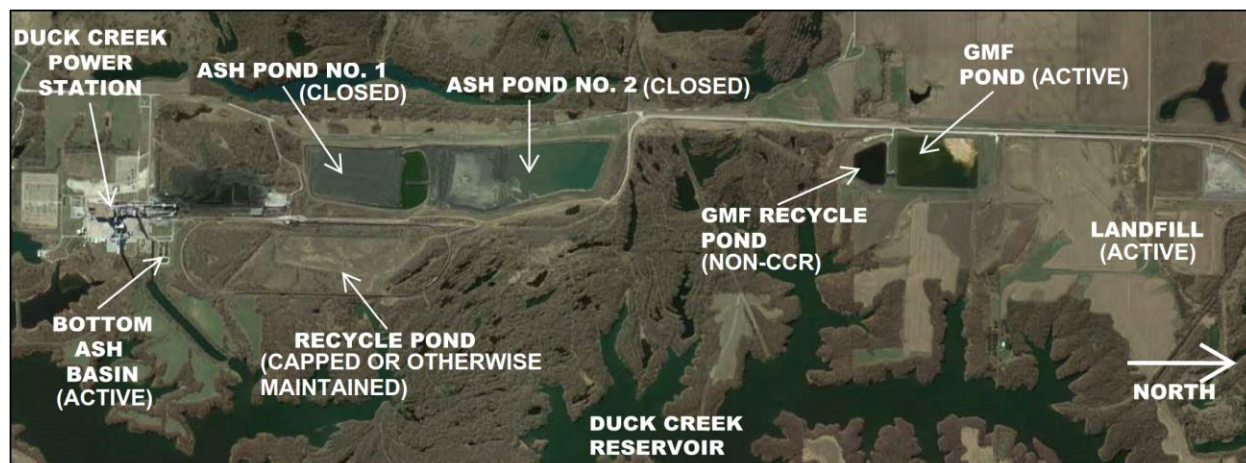 DUCK CREEK
POWER
STATION
ASH POND NO. 1
(CLOSED)
ASH POND NO. 2 (CLOSED)
GMF
POND (ACTIVE)
GMF RECYCLE
POND
(NON-CCR)
LANDFILL
(ACTIVE)
BOTTOM
ASH
BASIN
(ACTIVE)
RECYCLE POND
(CAPPED OR OTHERWISE
MAINTAINED)
DUCK CREEK
RESERVOIR
NORTH